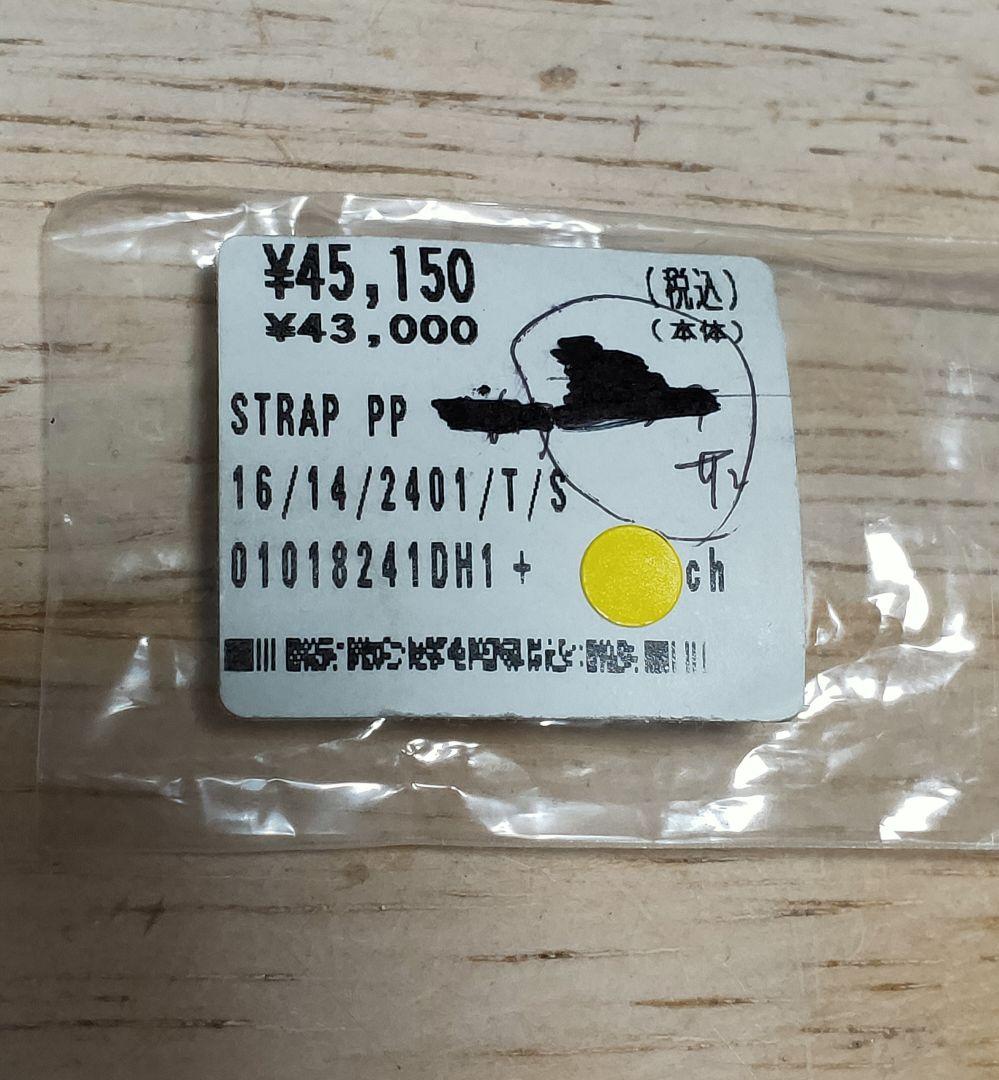 ¥45,150 (税込)
¥43,000 (本体)
STRAP PP
16/14/2401/T/S
01018241DH1+ ch